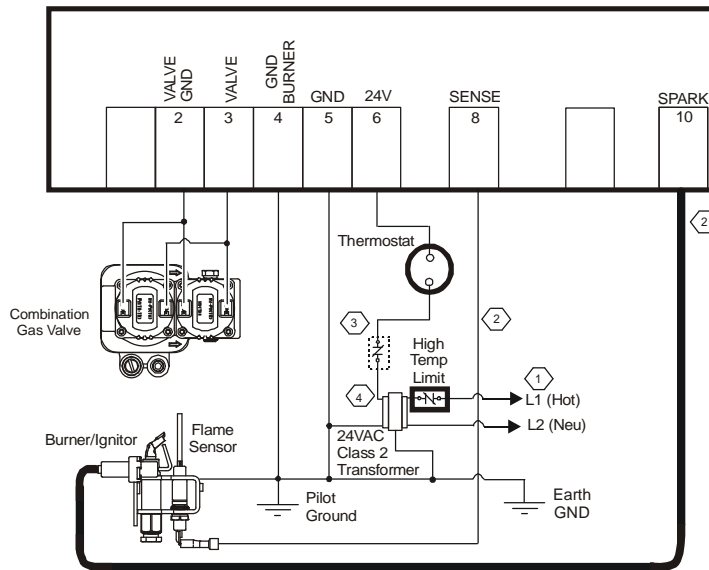 VALVE
GND
VALVE
GND
BURNER
GND
24V
SENSE
SPARK
2
3
4
5
6
8
10
2
Thermostat
Combination
Gas Valve
3
2
High
Temp
Limit
1
4
L1 (Hot)
L2 (Neu)
24VAC
Class 2
Transformer
Burner/Ignitor
Flame
Sensor
Pilot
Ground
Earth
GND